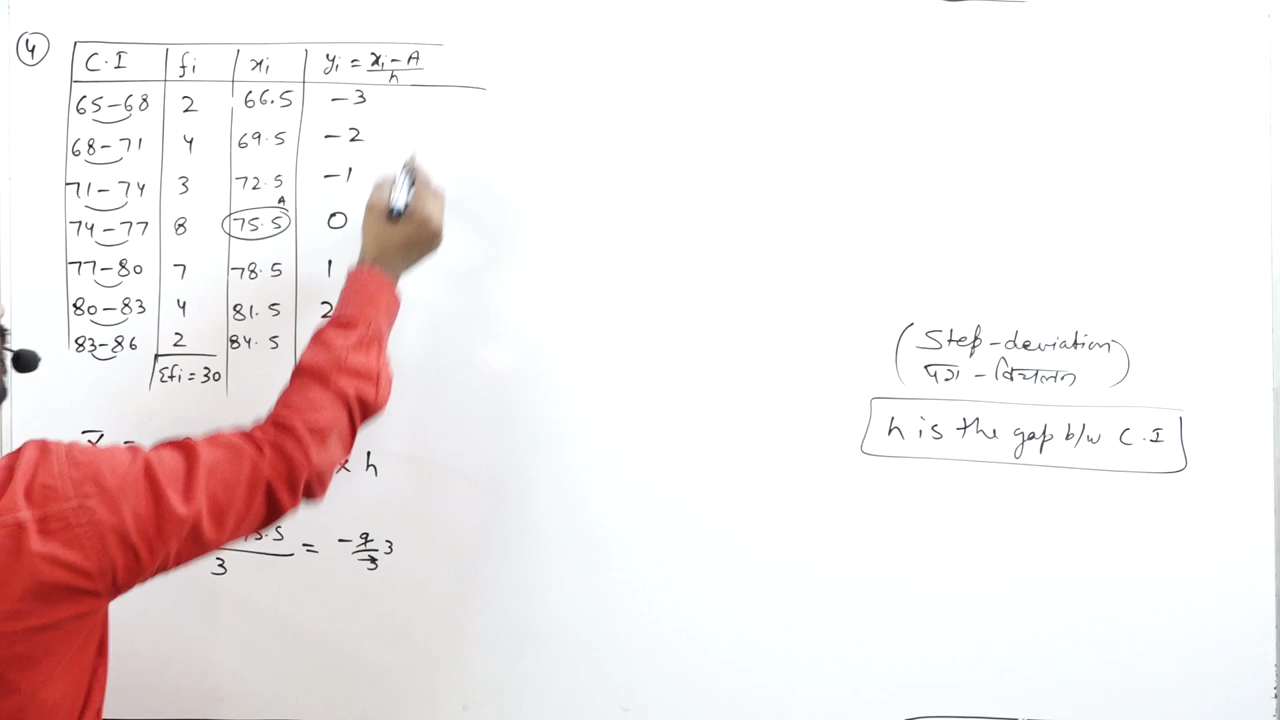 4
C.I fi xi yi = xi - A / h
65-68 2 66.5 -3
68-71 4 69.5 -2
71-74 3 72.5 -1
A
74-77 8 75.5 0
77-80 7 78.5 1
80-83 4 81.5 2
83-86 2 84.5
Σfi = 30
x̄ =
x h
3 = -9/3 3
(Step-deviation
पग - विचलन)
h is the gap b/w C.I